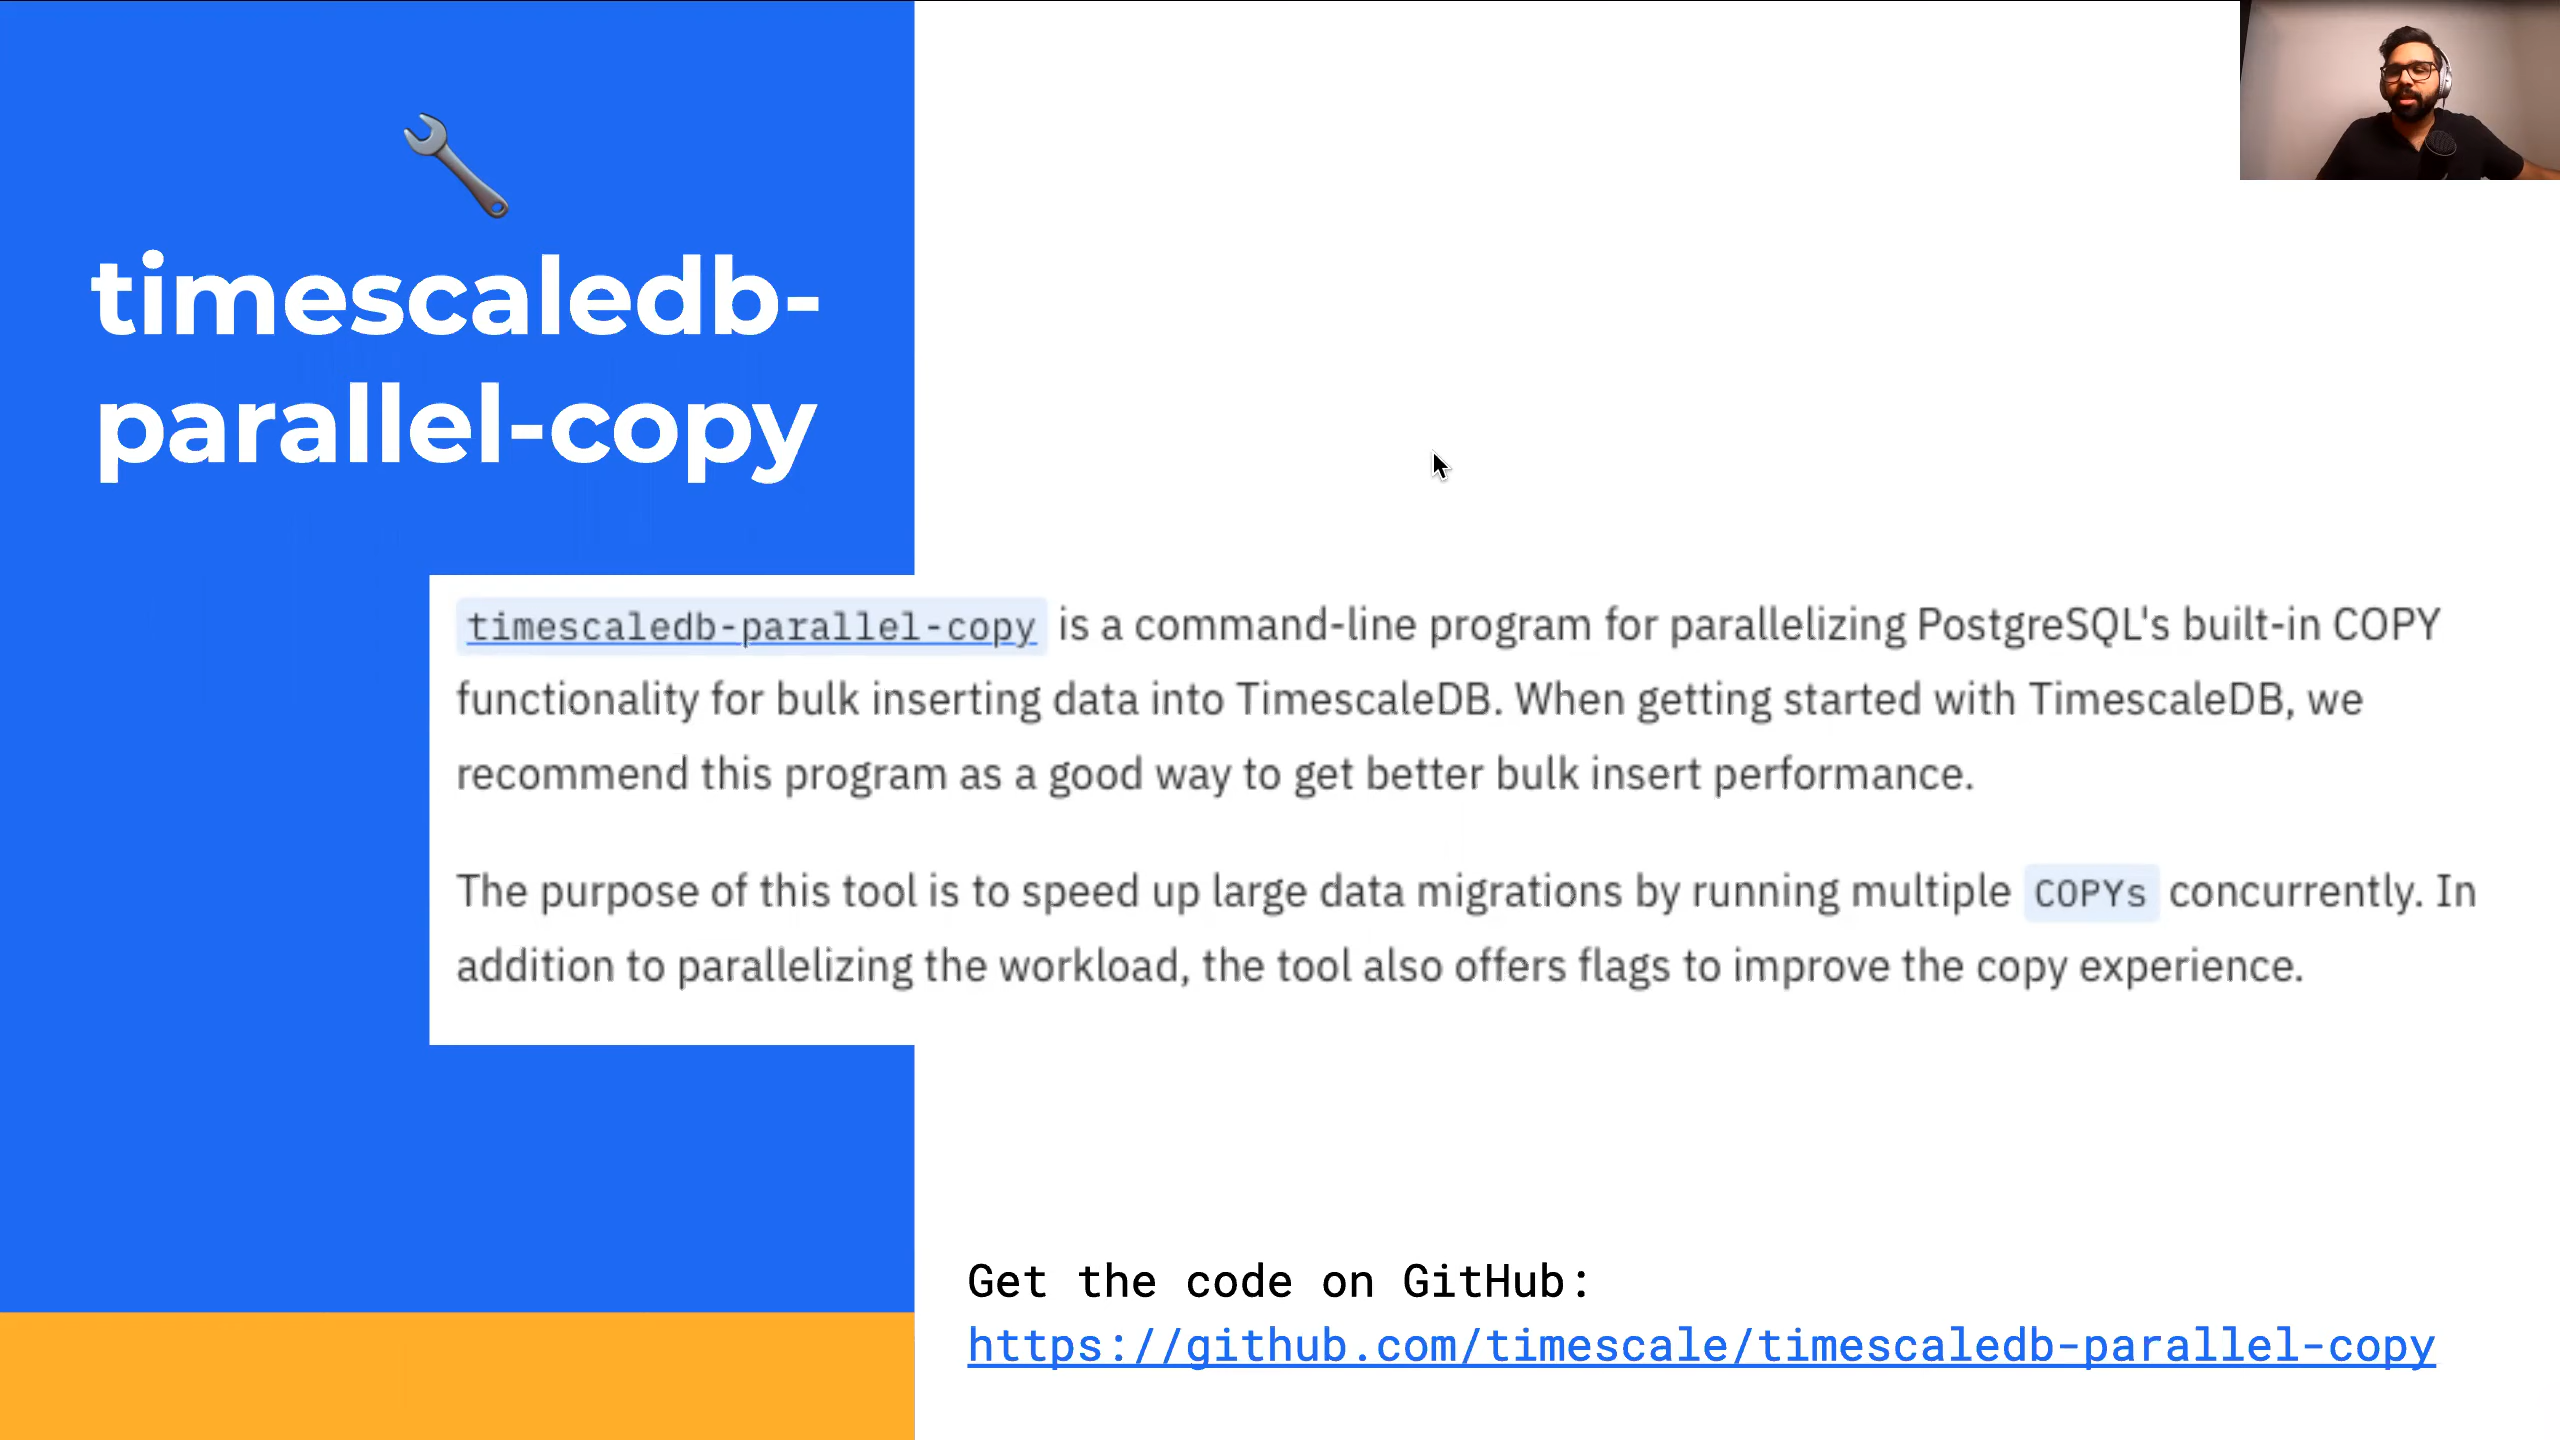 timescaledb-
parallel-copy
timescaledb-parallel-copy is a command-line program for parallelizing PostgreSQL's built-in COPY
functionality for bulk inserting data into TimescaleDB. When getting started with TimescaleDB, we
recommend this program as a good way to get better bulk insert performance.
The purpose of this tool is to speed up large data migrations by running multiple COPYs concurrently. In
addition to parallelizing the workload, the tool also offers flags to improve the copy experience.
Get the code on GitHub:
https://github.com/timescale/timescaledb-parallel-copy